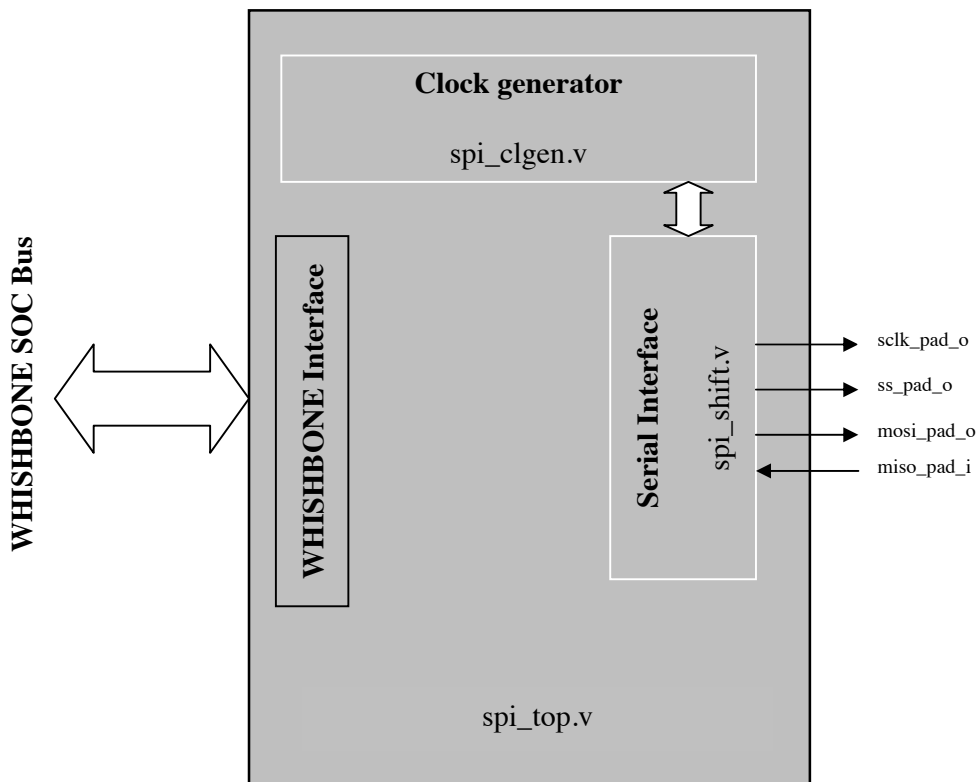 Clock generator
spi_clgen.v
WHISHBONE SOC Bus
WHISHBONE Interface
Serial Interface
spi_shift.v
sclk_pad_o
ss_pad_o
mosi_pad_o
miso_pad_i
spi_top.v